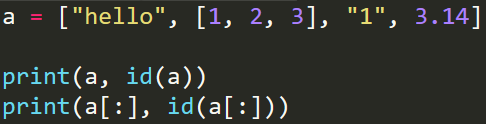 a = ["hello", [1, 2, 3], "1", 3.14]
print(a, id(a))
print(a[:], id(a[:]))